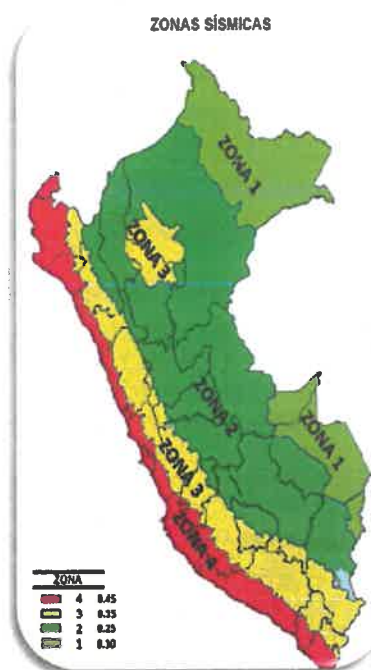 ZONAS SÍSMICAS
ZONA 1
ZONA 3
ZONA 2
ZONA 1
ZONA 3
ZONA 4
ZONA
4 0.45
3 0.35
2 0.25
1 0.30